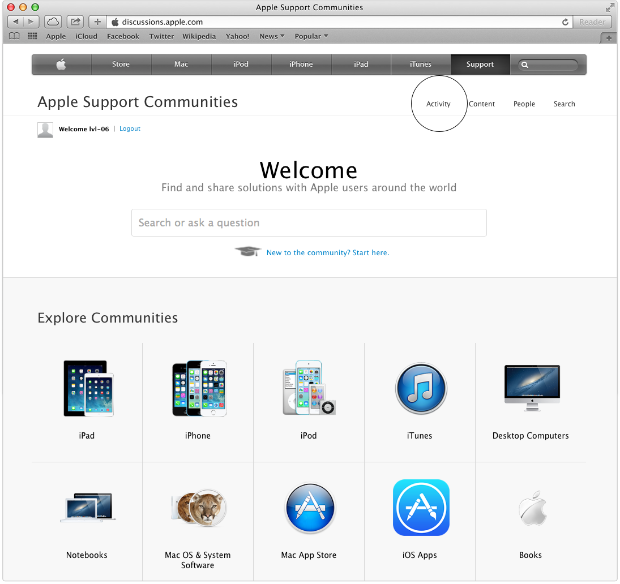 Apple Support Communities
discussions.apple.com
Reader
Apple iCloud Facebook Twitter Wikipedia Yahoo! News Popular
Store Mac iPod iPhone iPad iTunes Support
Apple Support Communities
Activity Content People Search
Welcome lvl-06 | Logout
Welcome
Find and share solutions with Apple users around the world
Search or ask a question
New to the community? Start here.
Explore Communities
iPad iPhone iPod iTunes Desktop Computers
Notebooks Mac OS & System Software Mac App Store iOS Apps Books